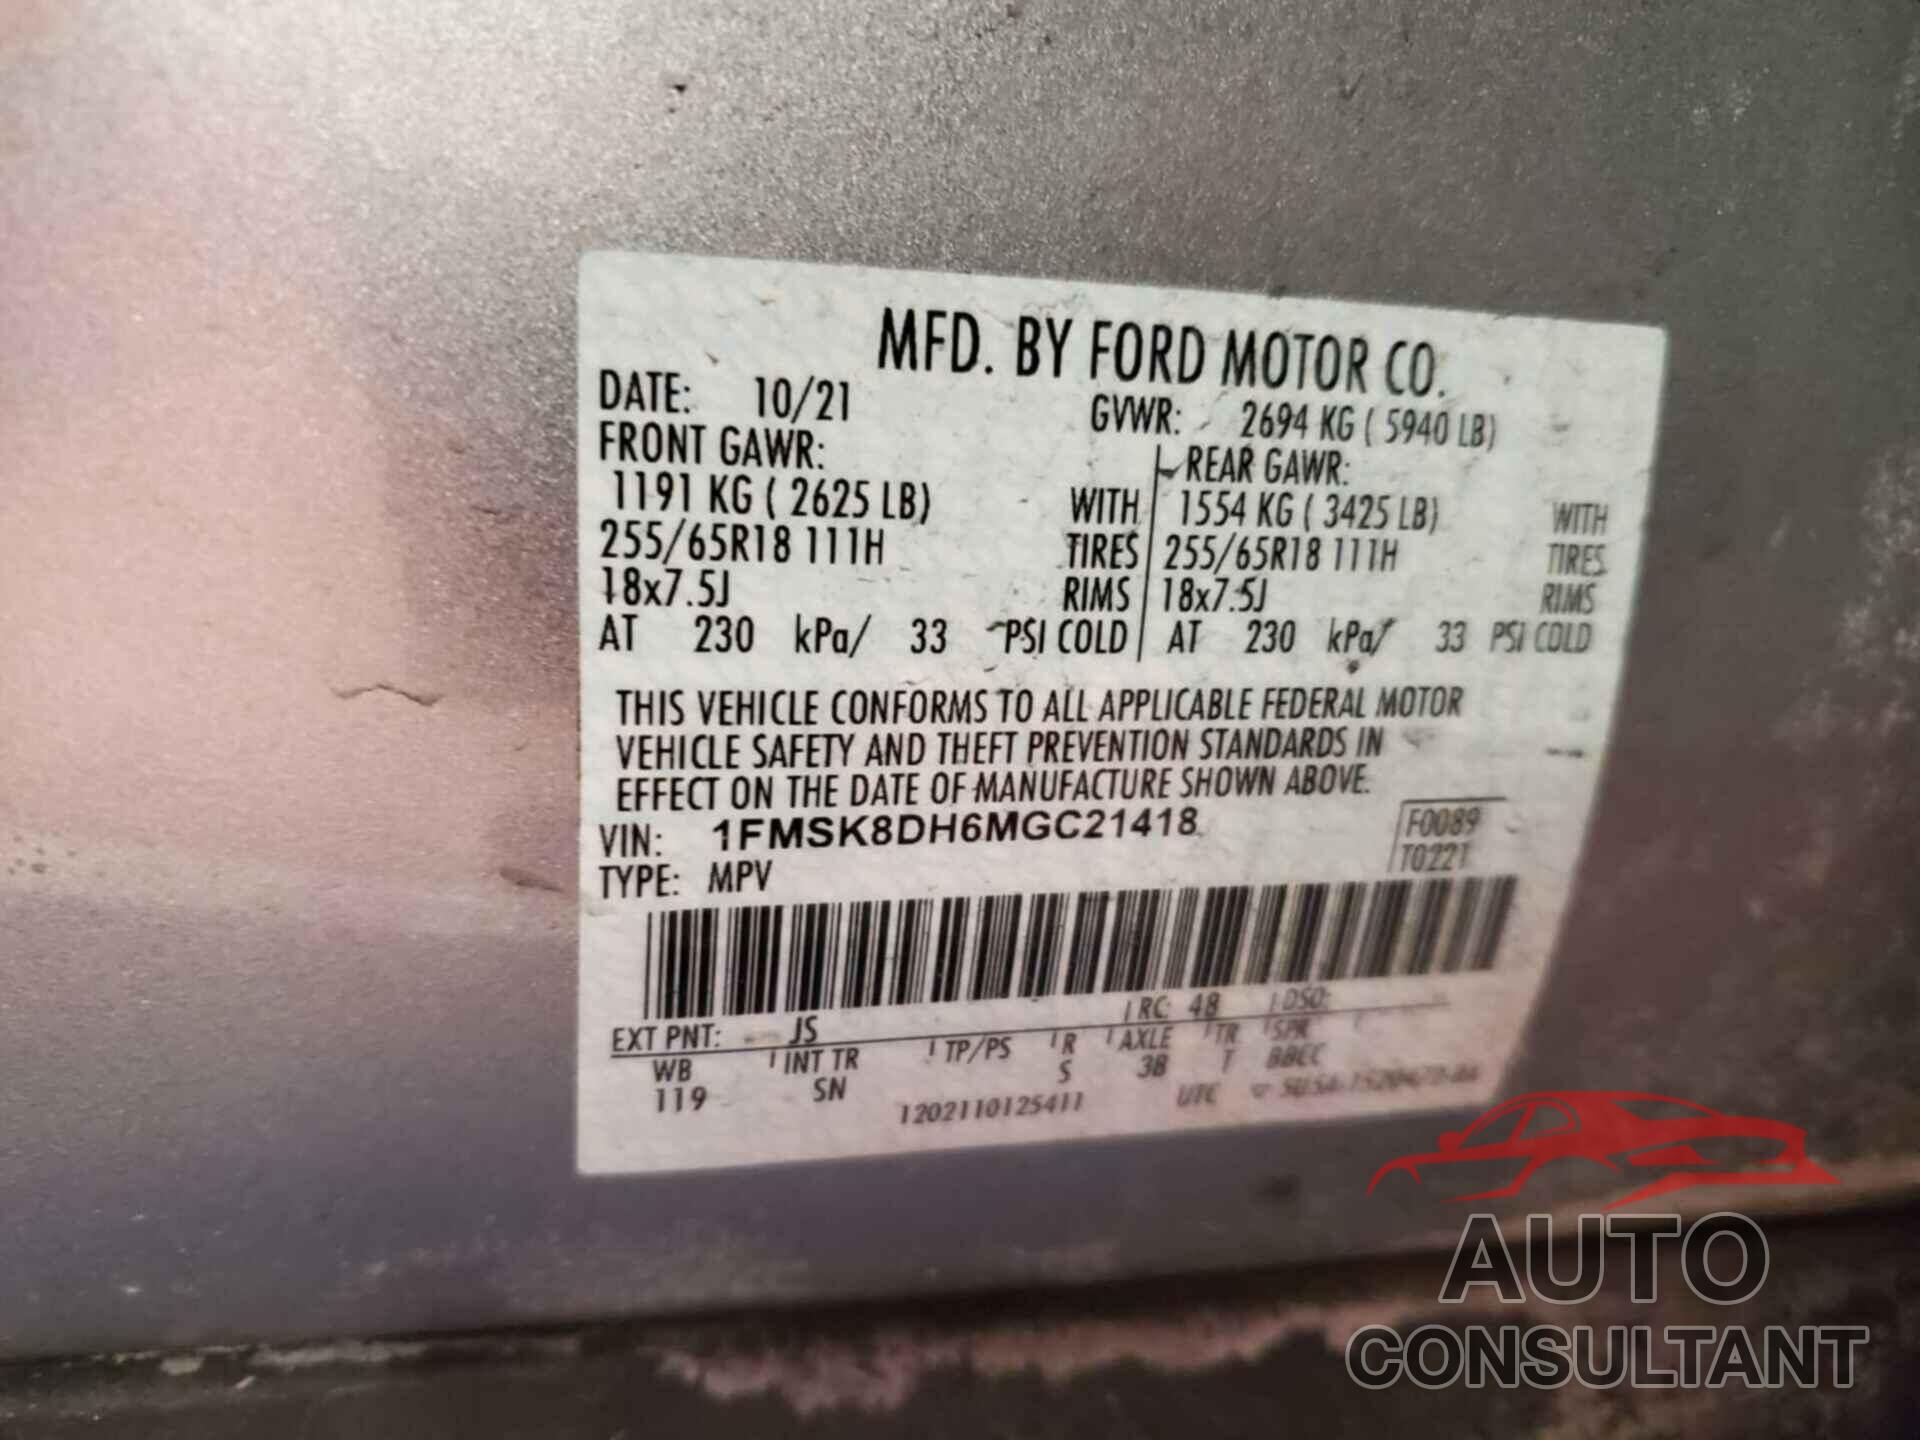 MFD. BY FORD MOTOR CO.
DATE: 10/21 GVWR: 2694 KG ( 5940 LB)
FRONT GAWR: REAR GAWR:
1191 KG ( 2625 LB) WITH 1554 KG ( 3425 LB) WITH
255/65R18 111H TIRES 255/65R18 111H TIRES
18x7.5J RIMS 18x7.5J RIMS
AT 230 kPa/ 33 PSI COLD AT 230 kPa/ 33 PSI COLD
THIS VEHICLE CONFORMS TO ALL APPLICABLE FEDERAL MOTOR
VEHICLE SAFETY AND THEFT PREVENTION STANDARDS IN
EFFECT ON THE DATE OF MANUFACTURE SHOWN ABOVE.
VIN: 1FMSK8DH6MGC21418 F0089
TYPE: MPV T0221
EXT PNT: JS RC: 48 DSO:
WB INT TR TP/PS R AXLE TR SPR
119 SN S 3B T BBCC
1202110125411 UTC
AUTO
CONSULTANT